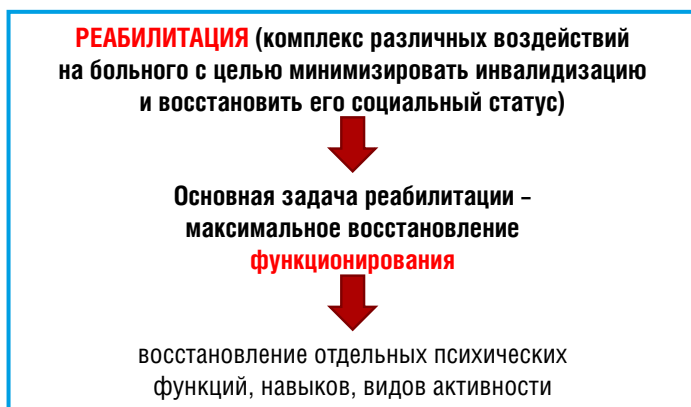 РЕАБИЛИТАЦИЯ (комплекс различных воздействий
на больного с целью минимизировать инвалидизацию
и восстановить его социальный статус)
Основная задача реабилитации –
максимальное восстановление
функционирования
восстановление отдельных психических
функций, навыков, видов активности